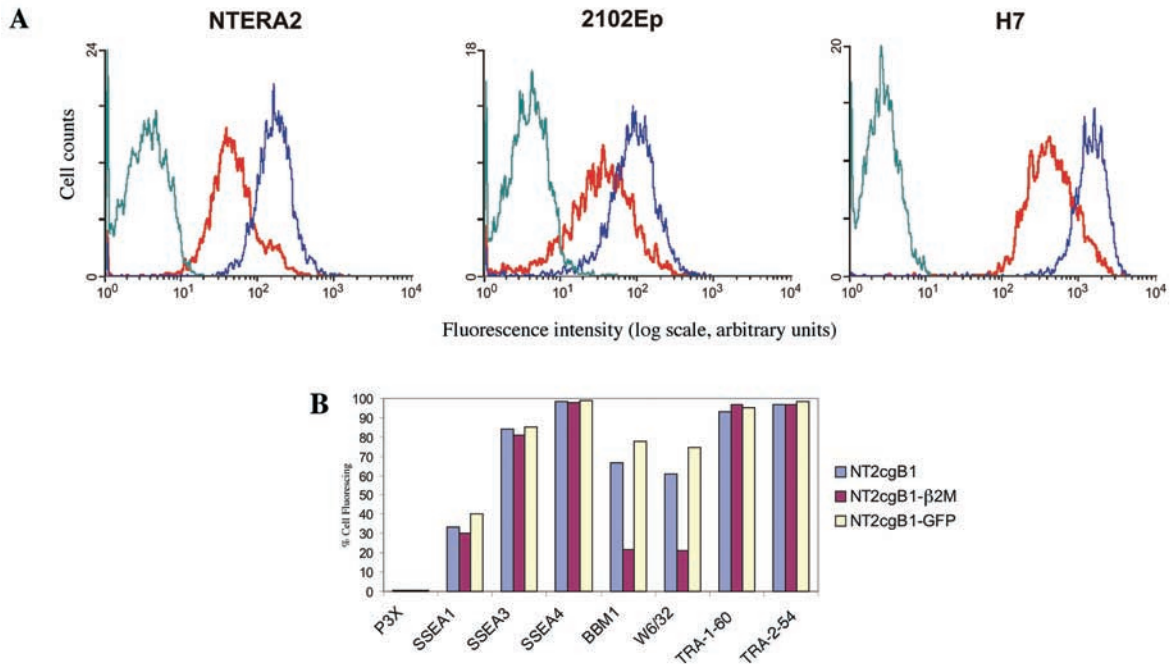 A
NTERA2
2102Ep
H7
24
18
20
Cell counts
0
0
0
10⁰ 10¹ 10² 10³ 10⁴
10⁰ 10¹ 10² 10³ 10⁴
10⁰ 10¹ 10² 10³ 10⁴
Fluorescence intensity (log scale, arbitrary units)
B
% Cell Fluorescing
100
90
80
70
60
50
40
30
20
10
0
P3X
SSEA1
SSEA3
SSEA4
BBM1
W6/32
TRA-1-60
TRA-2-54
NT2cgB1
NT2cgB1-β2M
NT2cgB1-GFP